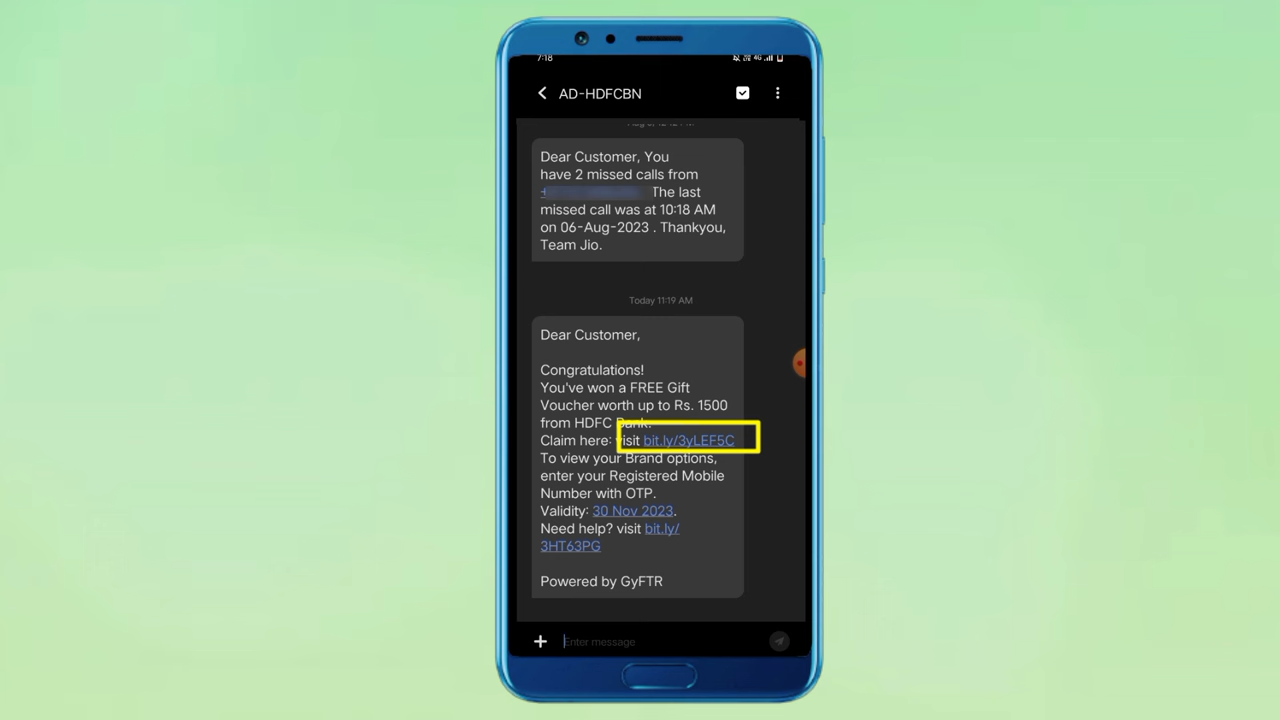 7:18
AD-HDFCBN
Dear Customer, You
have 2 missed calls from
The last
missed call was at 10:18 AM
on 06-Aug-2023 . Thankyou,
Team Jio.
Today 11:19 AM
Dear Customer,
Congratulations!
You've won a FREE Gift
Voucher worth up to Rs. 1500
from HDFC Bank.
Claim here: visit bit.ly/3yLEF5C
To view your Brand options,
enter your Registered Mobile
Number with OTP.
Validity: 30 Nov 2023.
Need help? visit bit.ly/
3HT63PG
Powered by GyFTR
Enter message